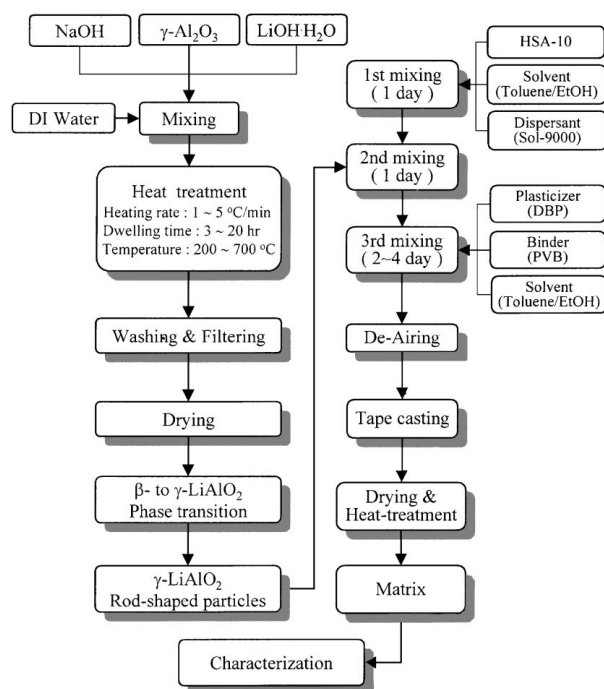 NaOH
γ-Al₂O₃
LiOH·H₂O
DI Water
Mixing
Heat treatment
Heating rate : 1 ~ 5 °C/min
Dwelling time : 3 ~ 20 hr
Temperature : 200 ~ 700 °C
Washing & Filtering
Drying
β- to γ-LiAlO₂
Phase transition
γ-LiAlO₂
Rod-shaped particles
1st mixing
( 1 day )
HSA-10
Solvent
(Toluene/EtOH)
Dispersant
(Sol-9000)
2nd mixing
( 1 day )
3rd mixing
( 2~4 day )
Plasticizer
(DBP)
Binder
(PVB)
Solvent
(Toluene/EtOH)
De-Airing
Tape casting
Drying &
Heat-treatment
Matrix
Characterization